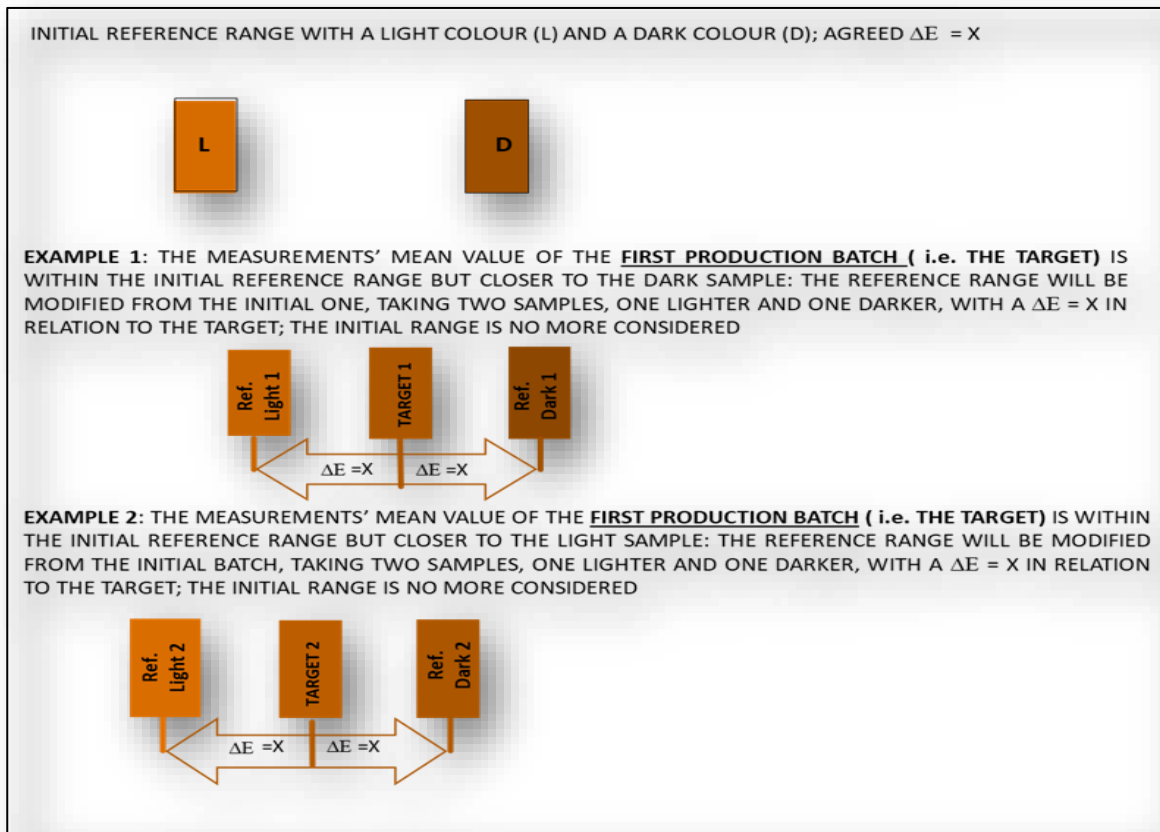 INITIAL REFERENCE RANGE WITH A LIGHT COLOUR (L) AND A DARK COLOUR (D); AGREED ΔE = X
L
D
EXAMPLE 1: THE MEASUREMENTS' MEAN VALUE OF THE FIRST PRODUCTION BATCH ( i.e. THE TARGET) IS
WITHIN THE INITIAL REFERENCE RANGE BUT CLOSER TO THE DARK SAMPLE: THE REFERENCE RANGE WILL BE
MODIFIED FROM THE INITIAL ONE, TAKING TWO SAMPLES, ONE LIGHTER AND ONE DARKER, WITH A ΔE = X IN
RELATION TO THE TARGET; THE INITIAL RANGE IS NO MORE CONSIDERED
Ref.
Light 1
TARGET 1
Ref.
Dark 1
ΔE =X
ΔE =X
EXAMPLE 2: THE MEASUREMENTS' MEAN VALUE OF THE FIRST PRODUCTION BATCH ( i.e. THE TARGET) IS WITHIN
THE INITIAL REFERENCE RANGE BUT CLOSER TO THE LIGHT SAMPLE: THE REFERENCE RANGE WILL BE MODIFIED
FROM THE INITIAL BATCH, TAKING TWO SAMPLES, ONE LIGHTER AND ONE DARKER, WITH A ΔE = X IN RELATION
TO THE TARGET; THE INITIAL RANGE IS NO MORE CONSIDERED
Ref.
Light 2
TARGET 2
Ref.
Dark 2
ΔE =X
ΔE =X